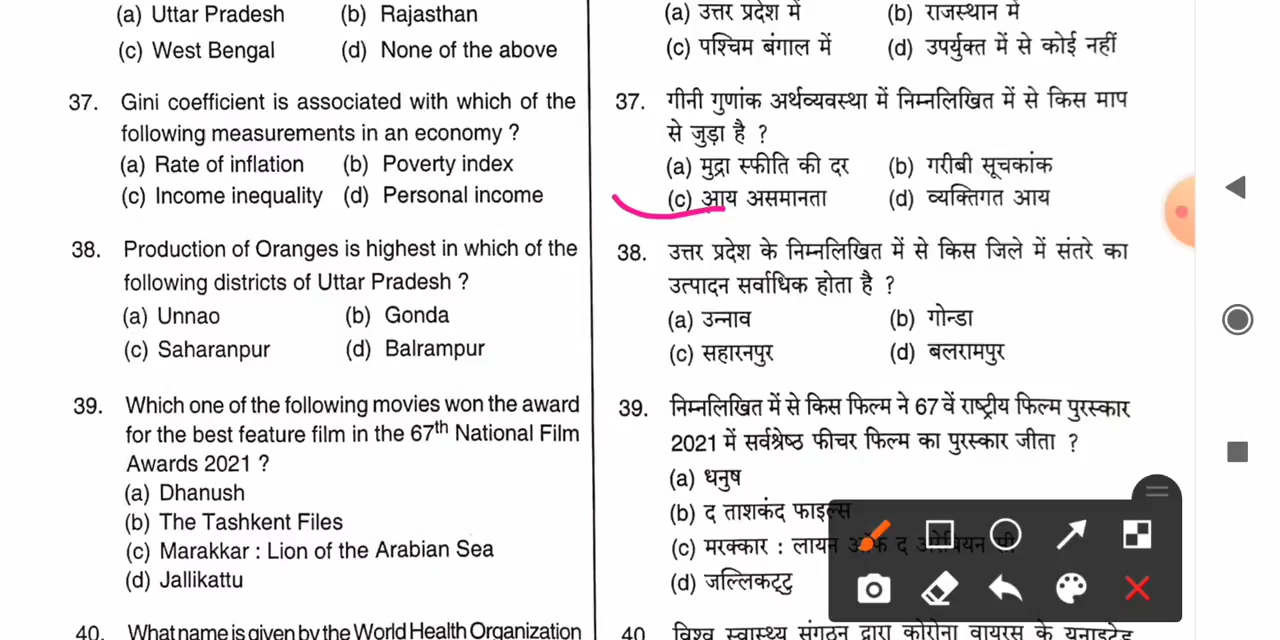 (a) Uttar Pradesh (b) Rajasthan
(c) West Bengal (d) None of the above
37. Gini coefficient is associated with which of the
following measurements in an economy ?
(a) Rate of inflation (b) Poverty index
(c) Income inequality (d) Personal income
38. Production of Oranges is highest in which of the
following districts of Uttar Pradesh ?
(a) Unnao (b) Gonda
(c) Saharanpur (d) Balrampur
39. Which one of the following movies won the award
for the best feature film in the 67th National Film
Awards 2021 ?
(a) Dhanush
(b) The Tashkent Files
(c) Marakkar : Lion of the Arabian Sea
(d) Jallikattu
40. What name is given by the World Health Organization
(a) उत्तर प्रदेश में (b) राजस्थान में
(c) पश्चिम बंगाल में (d) उपर्युक्त में से कोई नहीं
37. गीनी गुणांक अर्थव्यवस्था में निम्नलिखित में से किस माप
से जुड़ा है ?
(a) मुद्रा स्फीति की दर (b) गरीबी सूचकांक
(c) आय असमानता (d) व्यक्तिगत आय
38. उत्तर प्रदेश के निम्नलिखित में से किस जिले में संतरे का
उत्पादन सर्वाधिक होता है ?
(a) उन्नाव (b) गोन्डा
(c) सहारनपुर (d) बलरामपुर
39. निम्नलिखित में से किस फिल्म ने 67 वें राष्ट्रीय फिल्म पुरस्कार
2021 में सर्वश्रेष्ठ फीचर फिल्म का पुरस्कार जीता ?
(a) धनुष
(b) द ताशकंद फाइल्स
(c) मरक्कार : लायन ऑफ द अरेबियन सी
(d) जल्लिकट्टु
40. विश्व स्वास्थ्य संगठन द्वारा कोरोना वायरस के यूनाइटेड